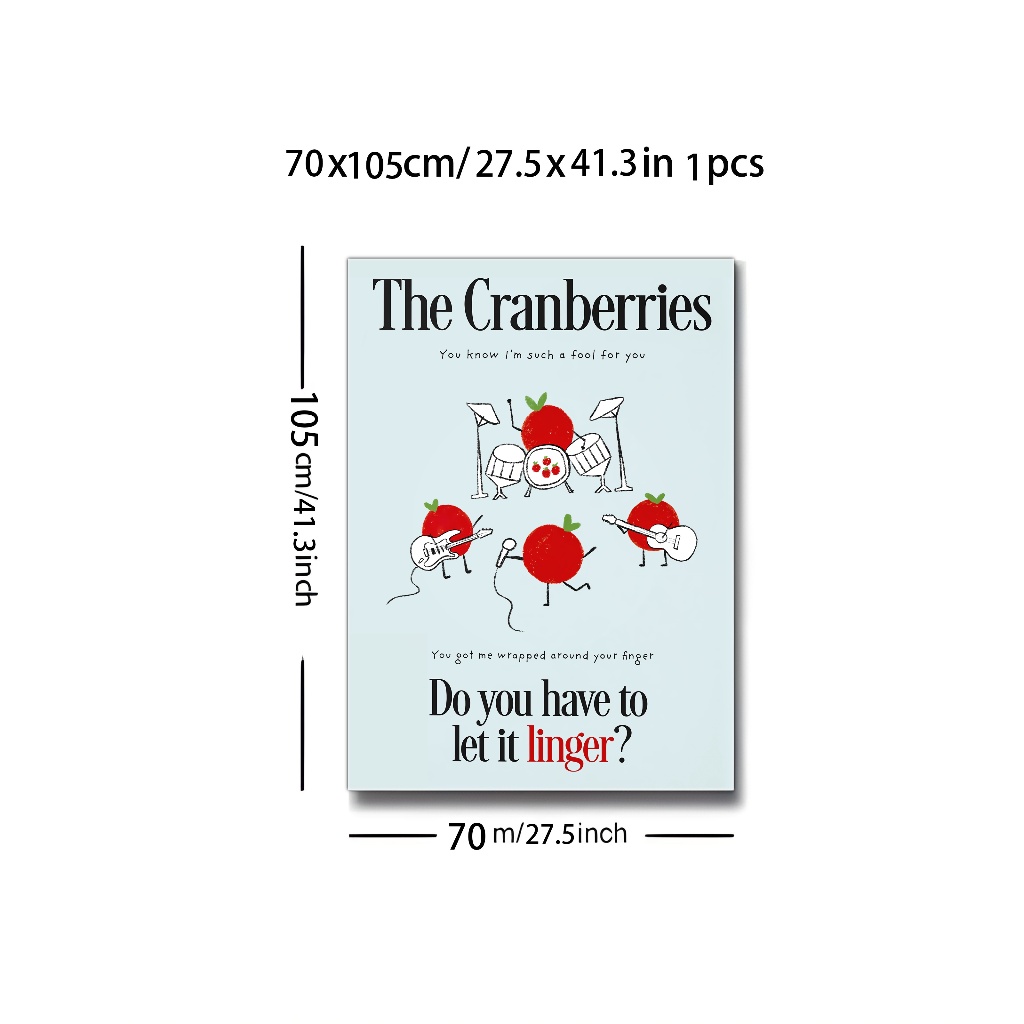 70x105cm/27.5x41.3in 1pcs
The Cranberries
You know i'm such a fool for you
105cm/41.3inch
You got me wrapped around your finger
Do you have to
let it linger?
70 m/27.5inch